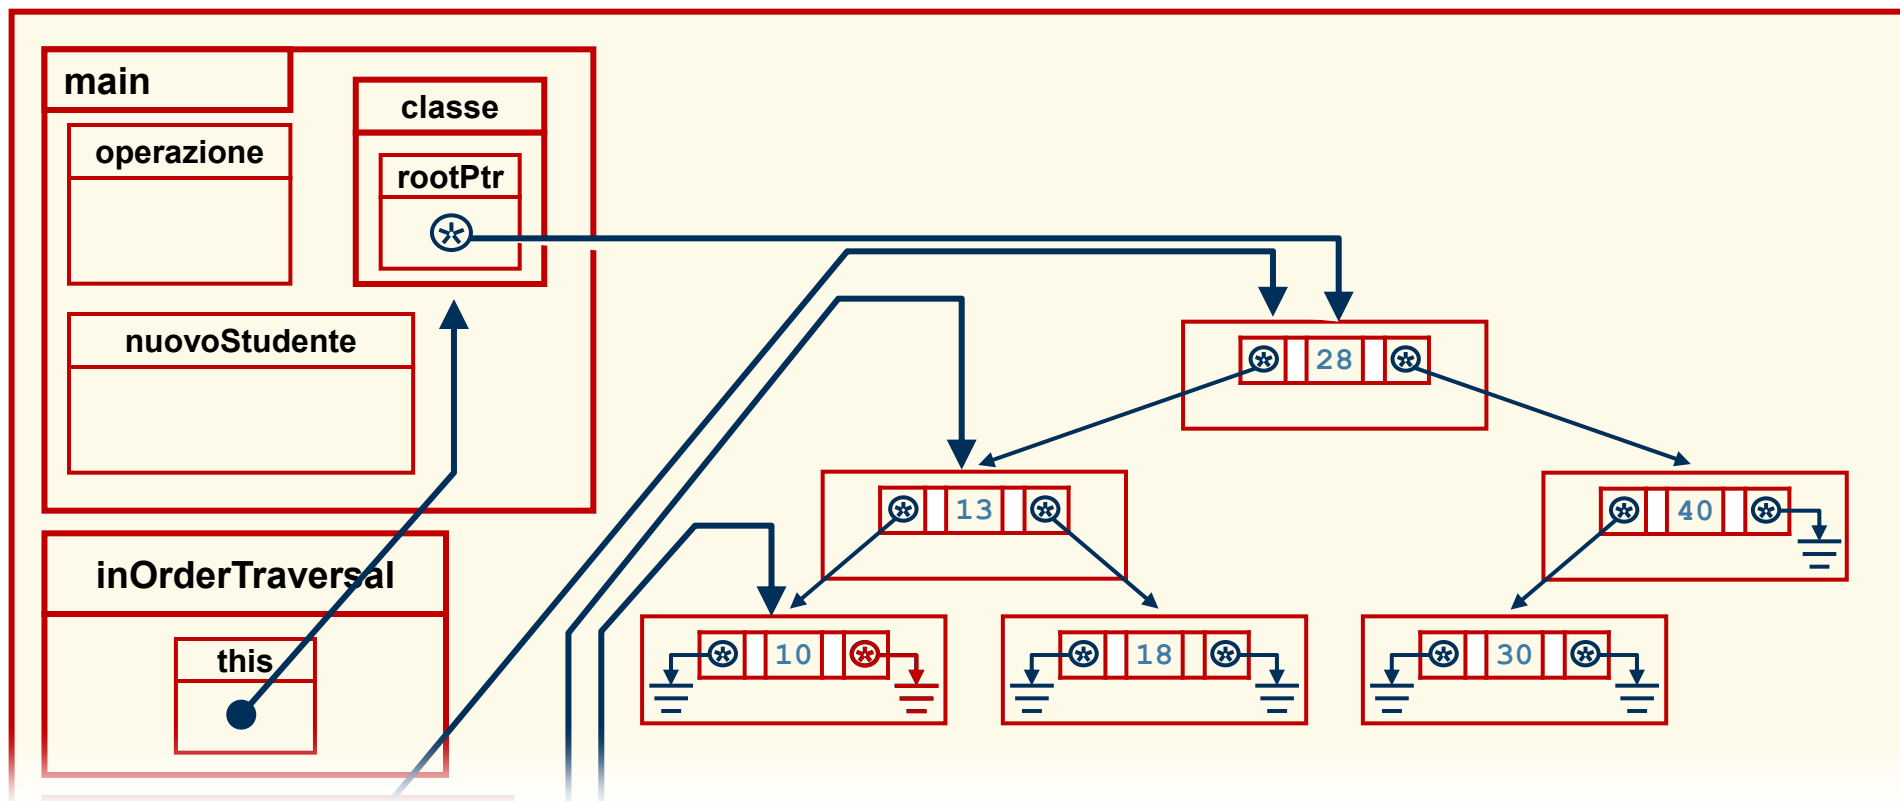 main
classe
operazione
rootPtr
nuovoStudente
28
13
40
inOrderTraversal
this
10
18
30